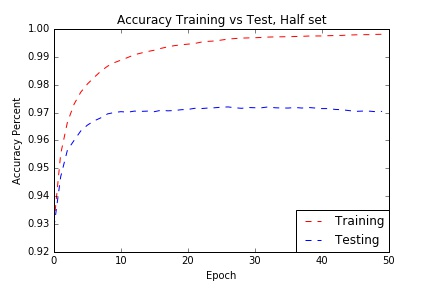 Accuracy Training vs Test, Half set
1.00
0.99
0.98
0.97
0.96
0.95
0.94
0.93
0.92
Accuracy Percent
0 10 20 30 40 50
Epoch
Training
Testing